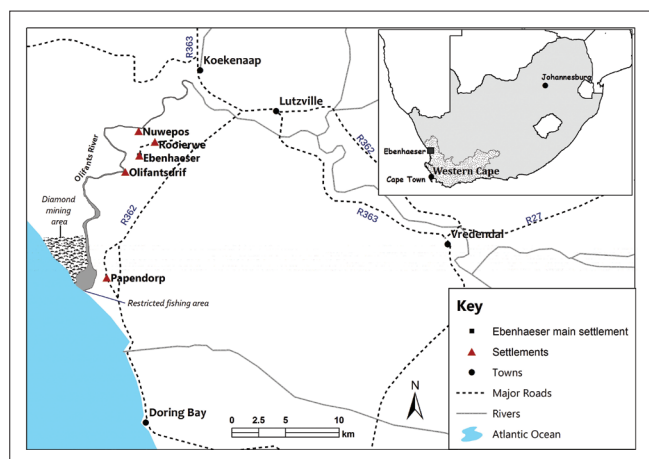 R363
Koekenaap
Lutzville
Nuwepos
Rooierwe
Ebenhaeser
Olifantsdrif
Olifants River
R362
R362
R363
R27
Vredendal
Diamond
mining
area
Papendorp
Restricted fishing area
Doring Bay
0 2.5 5 10
km
N
Johannesburg
Ebenhaeser
Western Cape
Cape Town
Key
Ebenhaeser main settlement
Settlements
Towns
Major Roads
Rivers
Atlantic Ocean